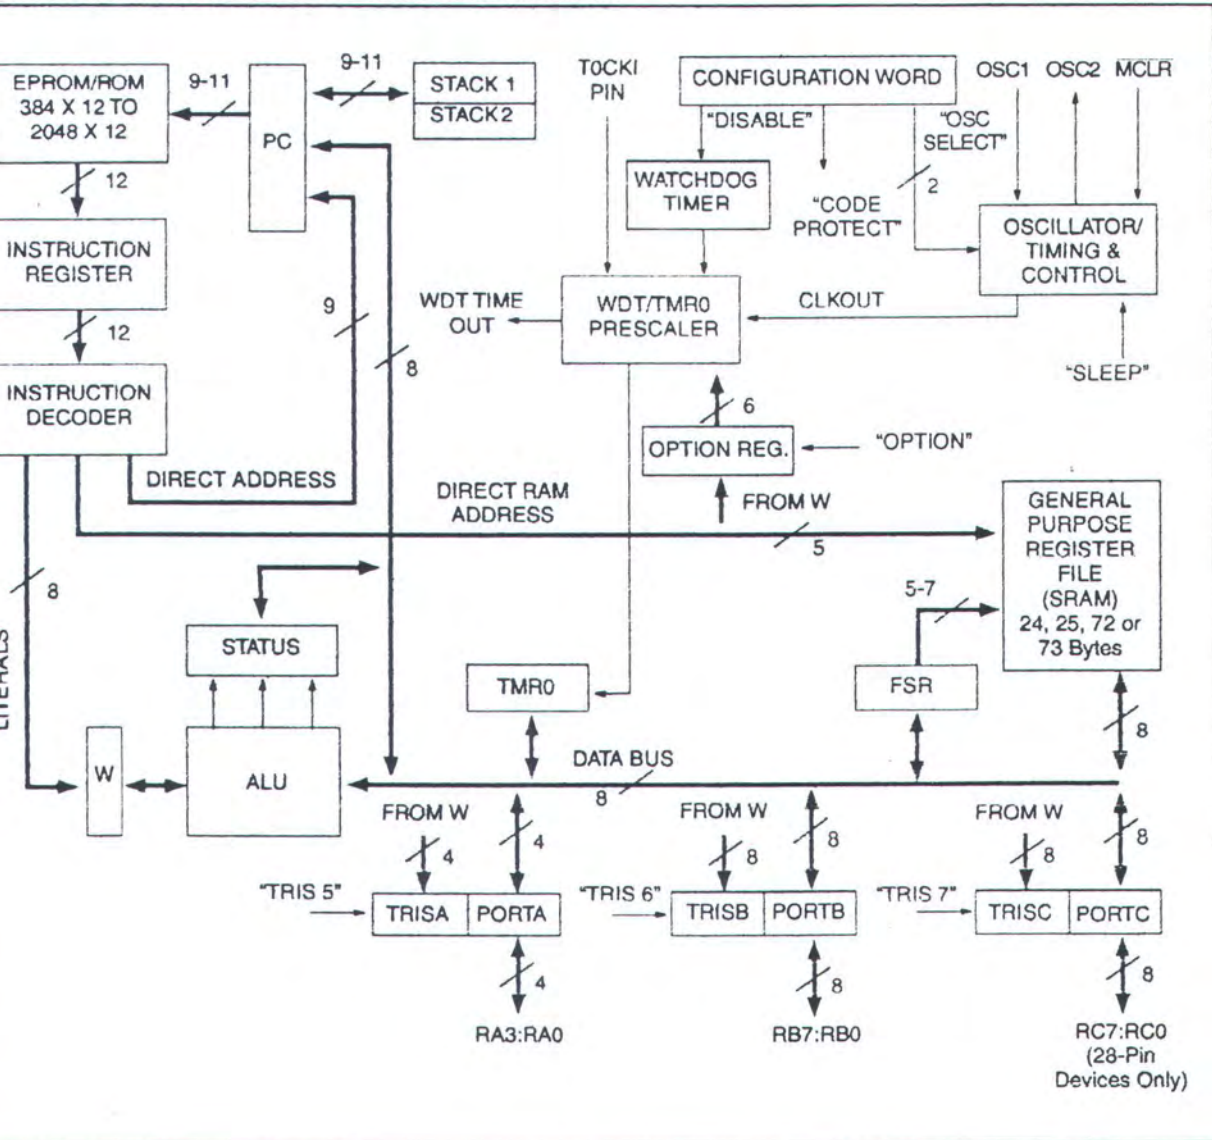 EPROM/ROM
384 X 12 TO
2048 X 12
9-11
PC
9-11
STACK 1
STACK 2
T0CKI
PIN
CONFIGURATION WORD
OSC1
OSC2
MCLR
"DISABLE"
"OSC
SELECT"
12
WATCHDOG
TIMER
2
"CODE
PROTECT"
INSTRUCTION
REGISTER
OSCILLATOR/
TIMING &
CONTROL
9
WDT TIME
OUT
WDT/TMR0
PRESCALER
CLKOUT
12
8
"SLEEP"
INSTRUCTION
DECODER
6
OPTION REG.
"OPTION"
DIRECT ADDRESS
DIRECT RAM
ADDRESS
FROM W
5
GENERAL
PURPOSE
REGISTER
FILE
(SRAM)
24, 25, 72 or
73 Bytes
8
5-7
LITERALS
STATUS
TMR0
FSR
8
W
ALU
DATA BUS
8
FROM W
4
4
FROM W
8
8
FROM W
8
8
"TRIS 5"
TRISA
PORTA
"TRIS 6"
TRISB
PORTB
"TRIS 7"
TRISC
PORTC
4
8
8
RA3:RA0
RB7:RB0
RC7:RC0
(28-Pin
Devices Only)